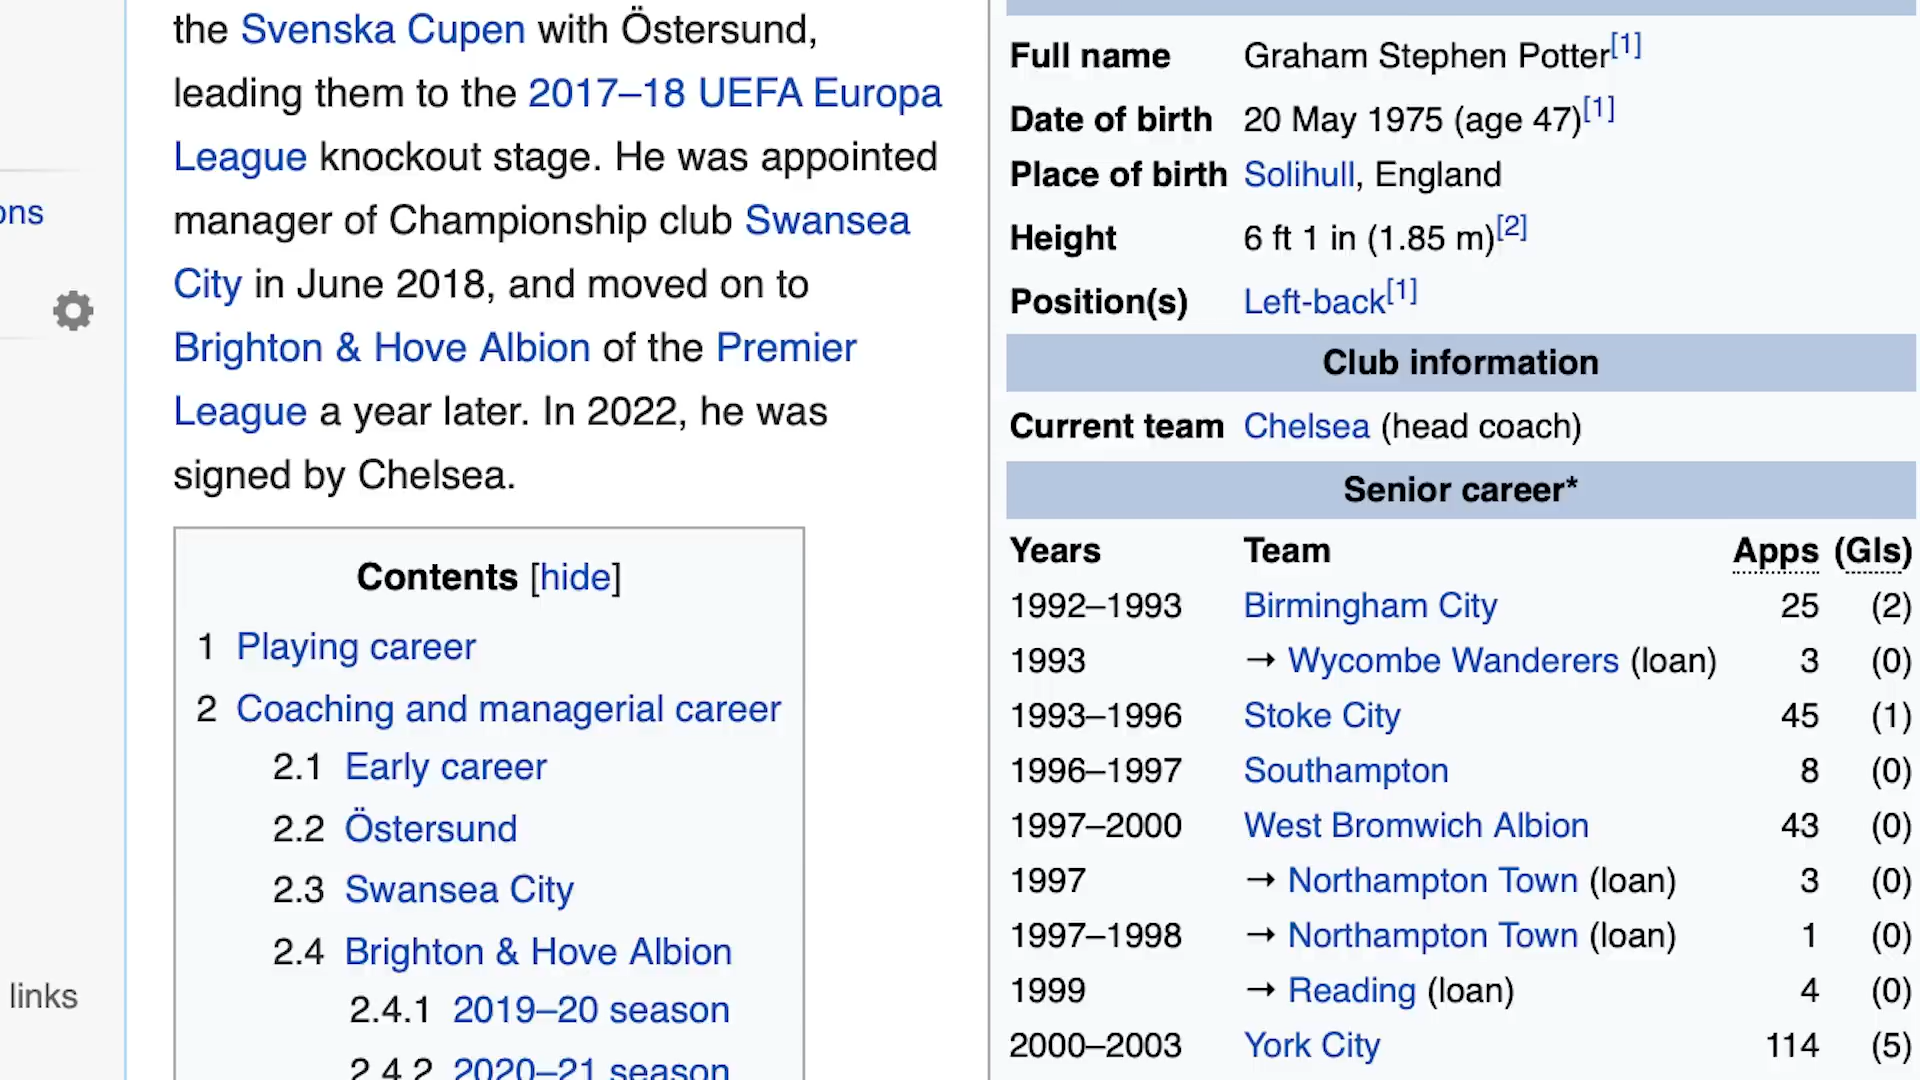 ons
links
the Svenska Cupen with Östersund,
leading them to the 2017–18 UEFA Europa
League knockout stage. He was appointed
manager of Championship club Swansea
City in June 2018, and moved on to
Brighton & Hove Albion of the Premier
League a year later. In 2022, he was
signed by Chelsea.
Contents [hide]
1 Playing career
2 Coaching and managerial career
2.1 Early career
2.2 Östersund
2.3 Swansea City
2.4 Brighton & Hove Albion
2.4.1 2019–20 season
2.4.2 2020–21 season
Full name Graham Stephen Potter[1]
Date of birth 20 May 1975 (age 47)[1]
Place of birth Solihull, England
Height 6 ft 1 in (1.85 m)[2]
Position(s) Left-back[1]
Club information
Current team Chelsea (head coach)
Senior career*
Years Team Apps (Gls)
1992–1993 Birmingham City 25 (2)
1993 → Wycombe Wanderers (loan) 3 (0)
1993–1996 Stoke City 45 (1)
1996–1997 Southampton 8 (0)
1997–2000 West Bromwich Albion 43 (0)
1997 → Northampton Town (loan) 3 (0)
1997–1998 → Northampton Town (loan) 1 (0)
1999 → Reading (loan) 4 (0)
2000–2003 York City 114 (5)